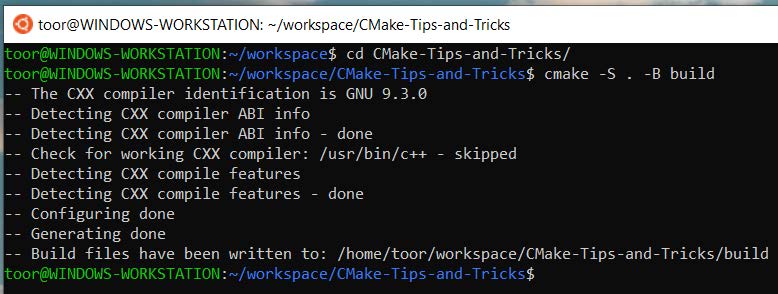 toor@WINDOWS-WORKSTATION: ~/workspace/CMake-Tips-and-Tricks
toor@WINDOWS-WORKSTATION:~/workspace$ cd CMake-Tips-and-Tricks/
toor@WINDOWS-WORKSTATION:~/workspace/CMake-Tips-and-Tricks$ cmake -S . -B build
-- The CXX compiler identification is GNU 9.3.0
-- Detecting CXX compiler ABI info
-- Detecting CXX compiler ABI info - done
-- Check for working CXX compiler: /usr/bin/c++ - skipped
-- Detecting CXX compile features
-- Detecting CXX compile features - done
-- Configuring done
-- Generating done
-- Build files have been written to: /home/toor/workspace/CMake-Tips-and-Tricks/build
toor@WINDOWS-WORKSTATION:~/workspace/CMake-Tips-and-Tricks$